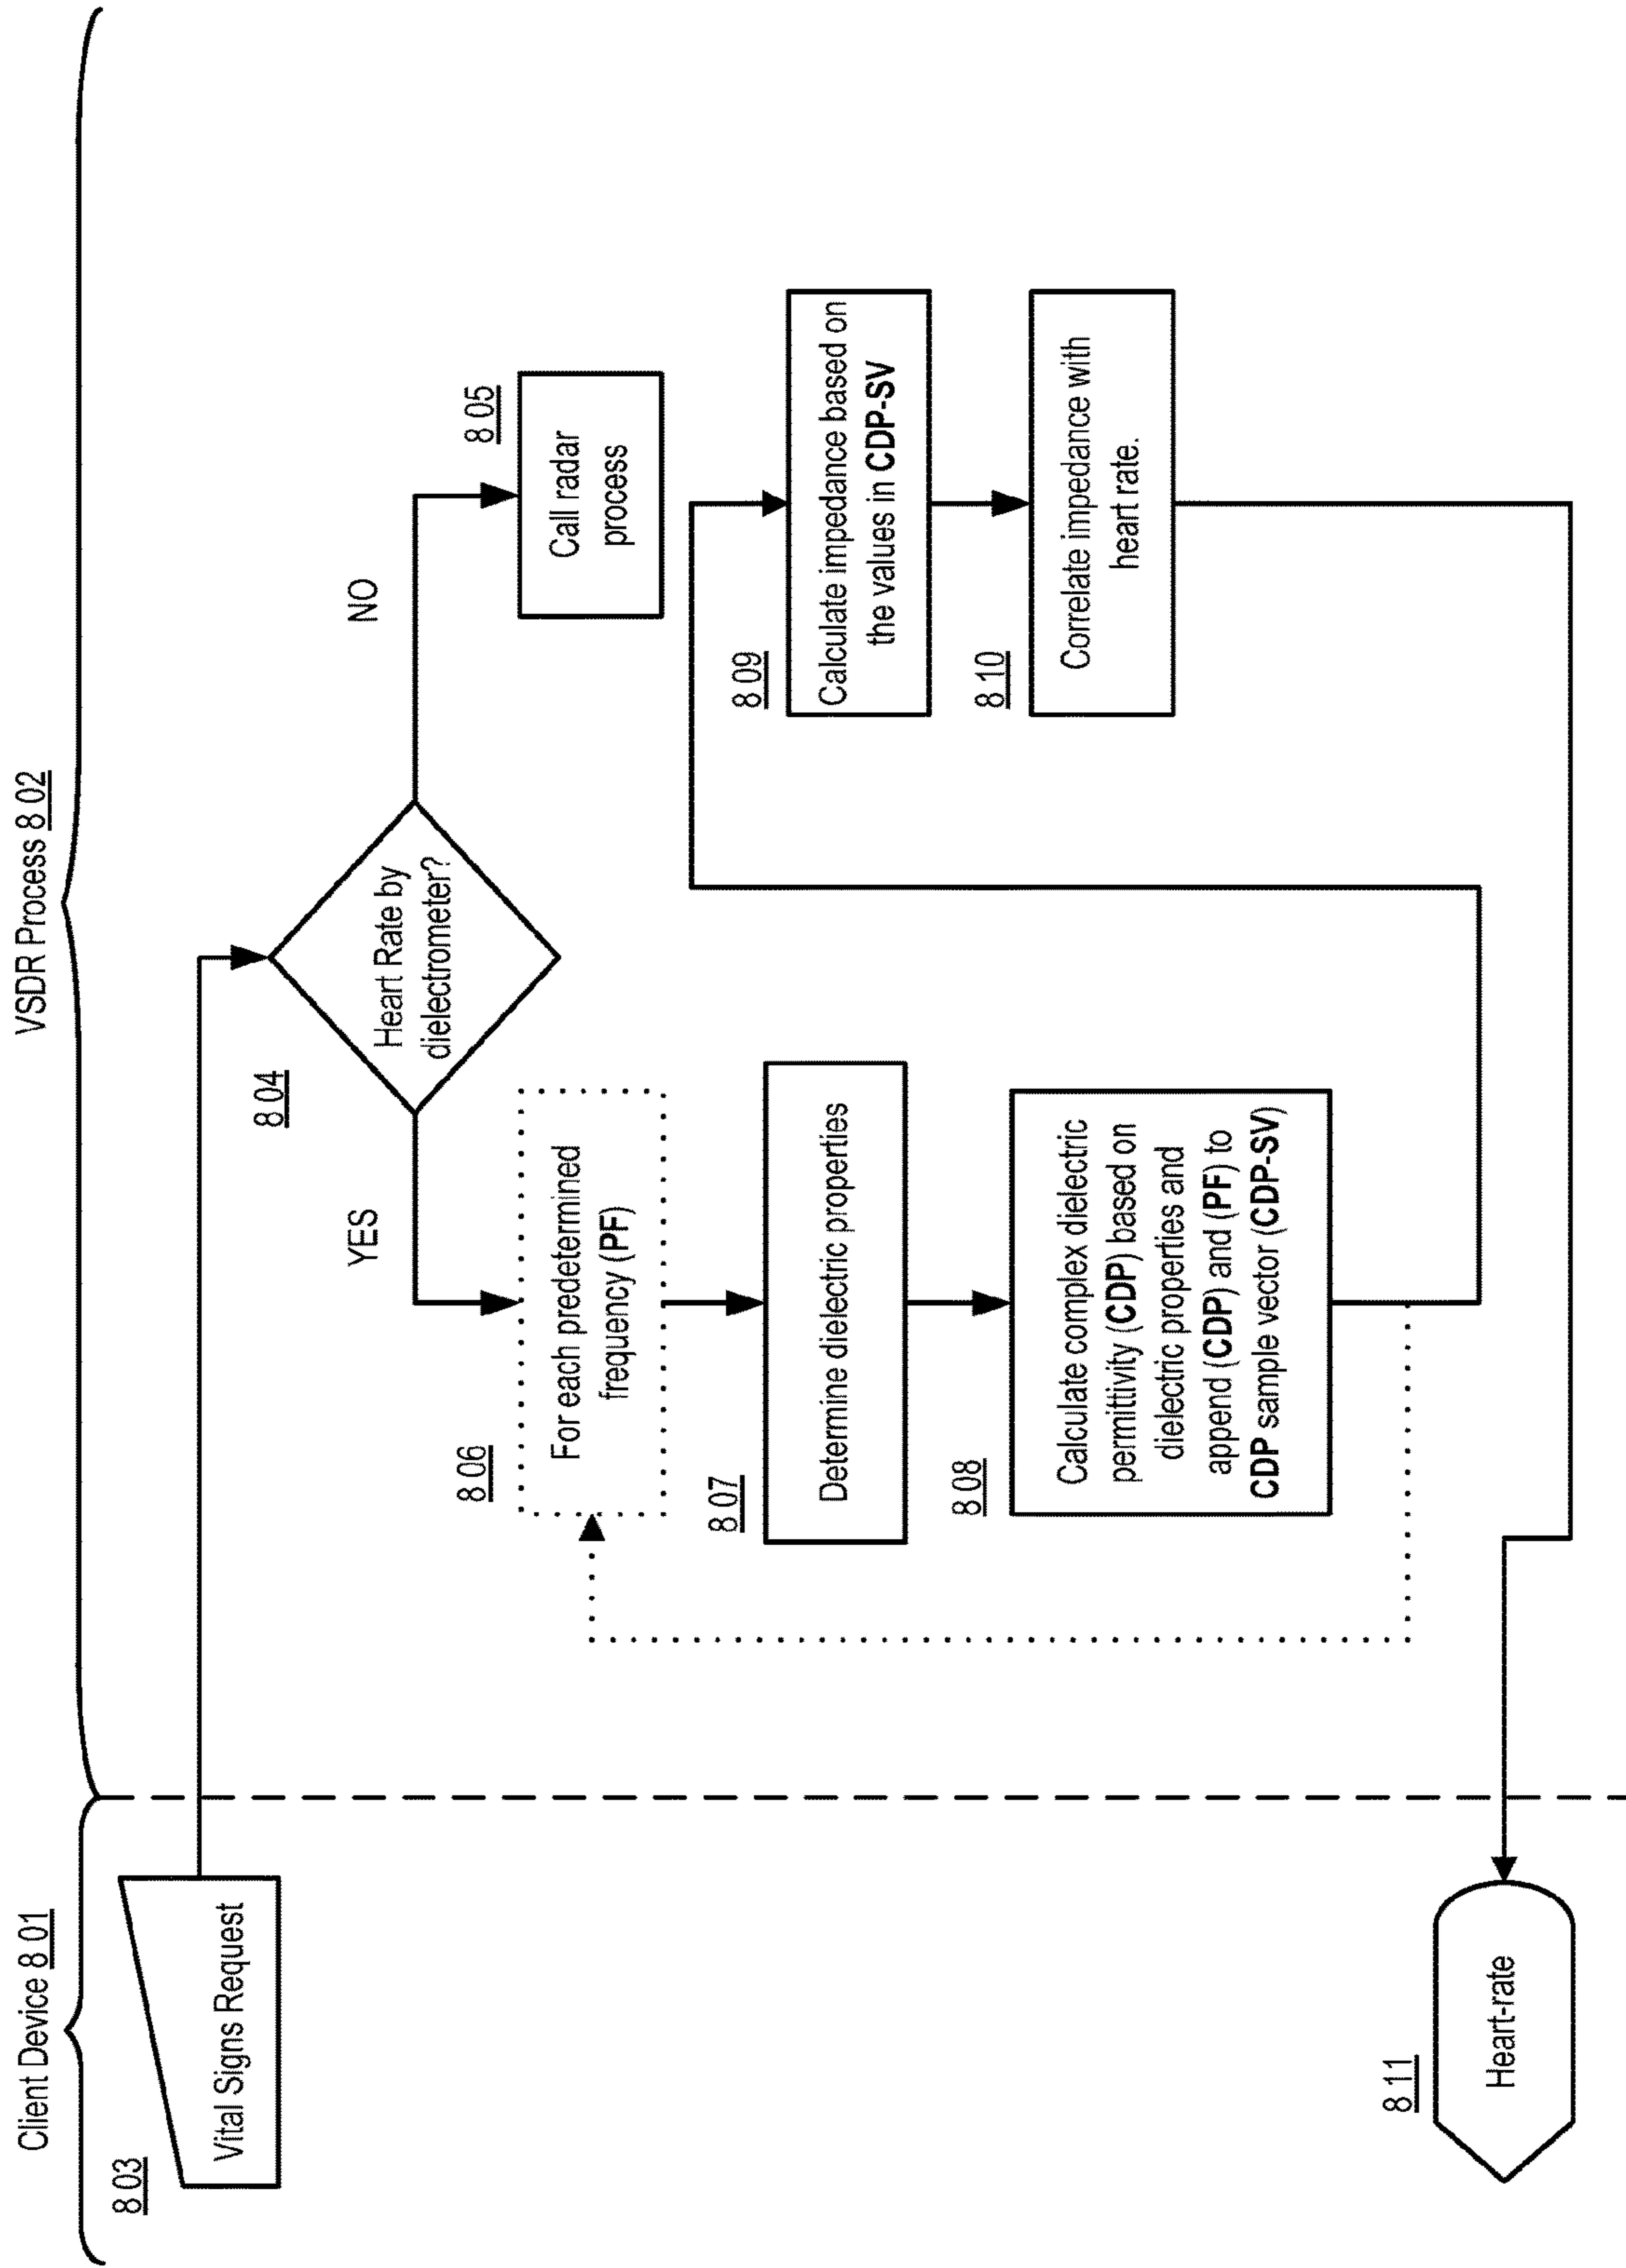 Client Device 8 01
VSDR Process 8 02
8 03
Vital Signs Request
8 04
Heart Rate by
dielectrometer?
YES
NO
8 05
Call radar
process
8 06
For each predetermined
frequency (PF)
8 07
Determine dielectric properties
8 08
Calculate complex dielectric
permittivity (CDP) based on
dielectric properties and
append (CDP) and (PF) to
CDP sample vector (CDP-SV)
8 09
Calculate impedance based on
the values in CDP-SV
8 10
Correlate impedance with
heart rate.
8 11
Heart-rate